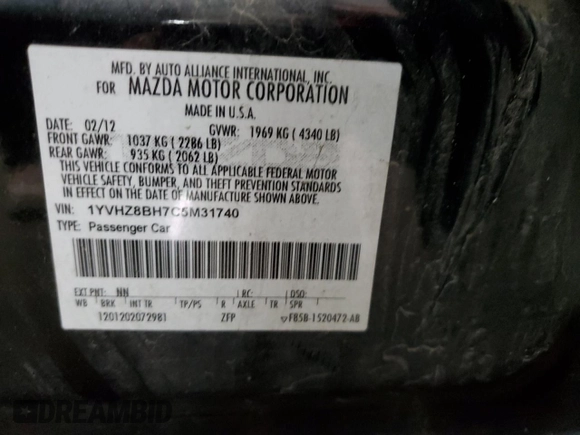 MFD. BY AUTO ALLIANCE INTERNATIONAL, INC.
FOR MAZDA MOTOR CORPORATION
MADE IN U.S.A.
DATE: 02/12 GVWR: 1969 KG ( 4340 LB)
FRONT GAWR: 1037 KG ( 2286 LB)
REAR GAWR: 935 KG ( 2062 LB)
THIS VEHICLE CONFORMS TO ALL APPLICABLE FEDERAL MOTOR
VEHICLE SAFETY, BUMPER, AND THEFT PREVENTION STANDARDS
IN EFFECT ON THE DATE OF MANUFACTURE SHOWN ABOVE.
VIN: 1YVHZ8BH7C5M31740
TYPE: Passenger Car
EXT PNT: NN RC: DSO:
WB BRK INT TR TP/PS R AXLE TR SPR
1201202072981 ZFP F85B-1520472-AB
DREAMBID